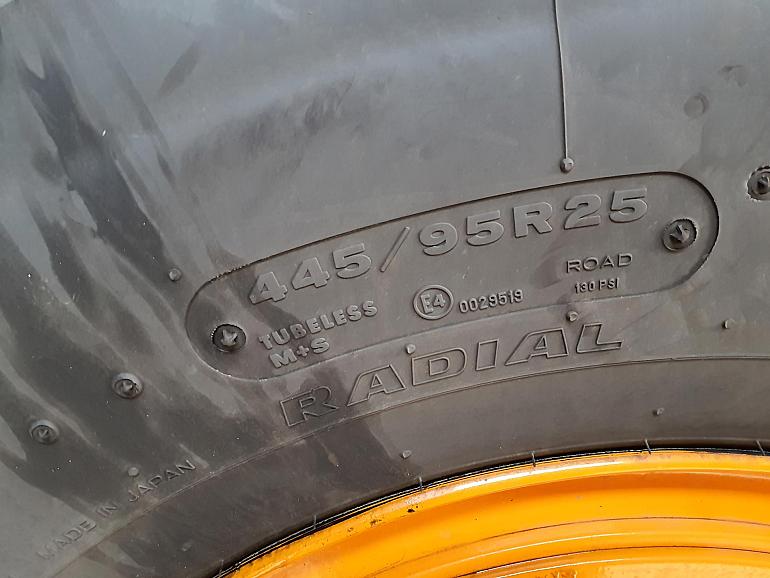 445/95R25
TUBELESS
M+S
E4 0029519
ROAD
130 PSI
RADIAL
MADE IN JAPAN